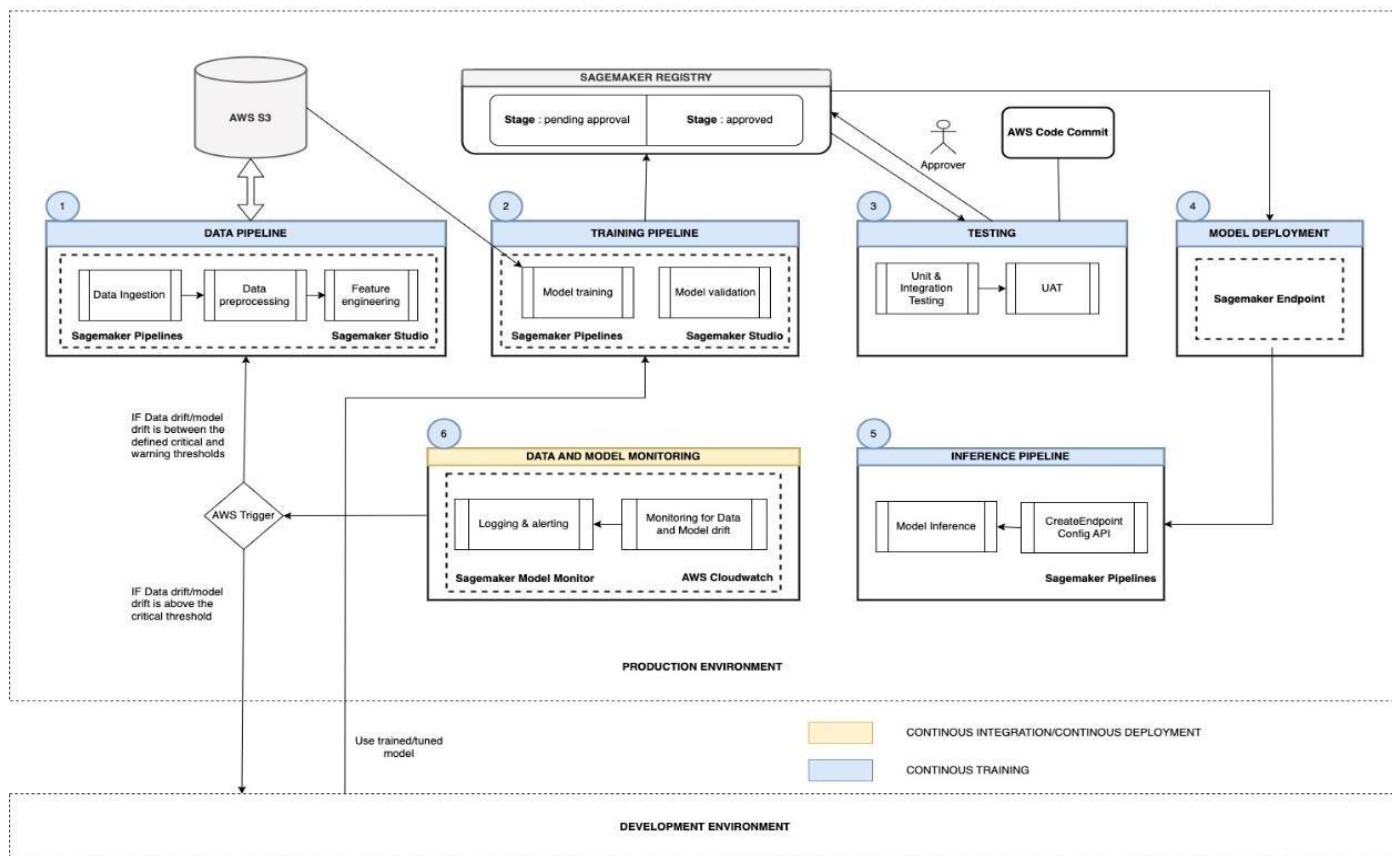 AWS S3
SAGEMAKER REGISTRY
Stage : pending approval
Stage : approved
Approver
AWS Code Commit
1
DATA PIPELINE
Data Ingestion
Data
preprocessing
Feature
engineering
Sagemaker Pipelines
Sagemaker Studio
2
TRAINING PIPELINE
Model training
Model validation
Sagemaker Pipelines
Sagemaker Studio
3
TESTING
Unit &
Integration
Testing
UAT
4
MODEL DEPLOYMENT
Sagemaker Endpoint
IF Data drift/model
drift is between the
defined critical and
warning thresholds
AWS Trigger
IF Data drift/model
drift is above the
critical threshold
6
DATA AND MODEL MONITORING
Logging & alerting
Monitoring for Data
and Model drift
Sagemaker Model Monitor
AWS Cloudwatch
5
INFERENCE PIPELINE
Model Inference
CreateEndpoint
Config API
Sagemaker Pipelines
PRODUCTION ENVIRONMENT
Use trained/tuned
model
CONTINOUS INTEGRATION/CONTINOUS DEPLOYMENT
CONTINOUS TRAINING
DEVELOPMENT ENVIRONMENT